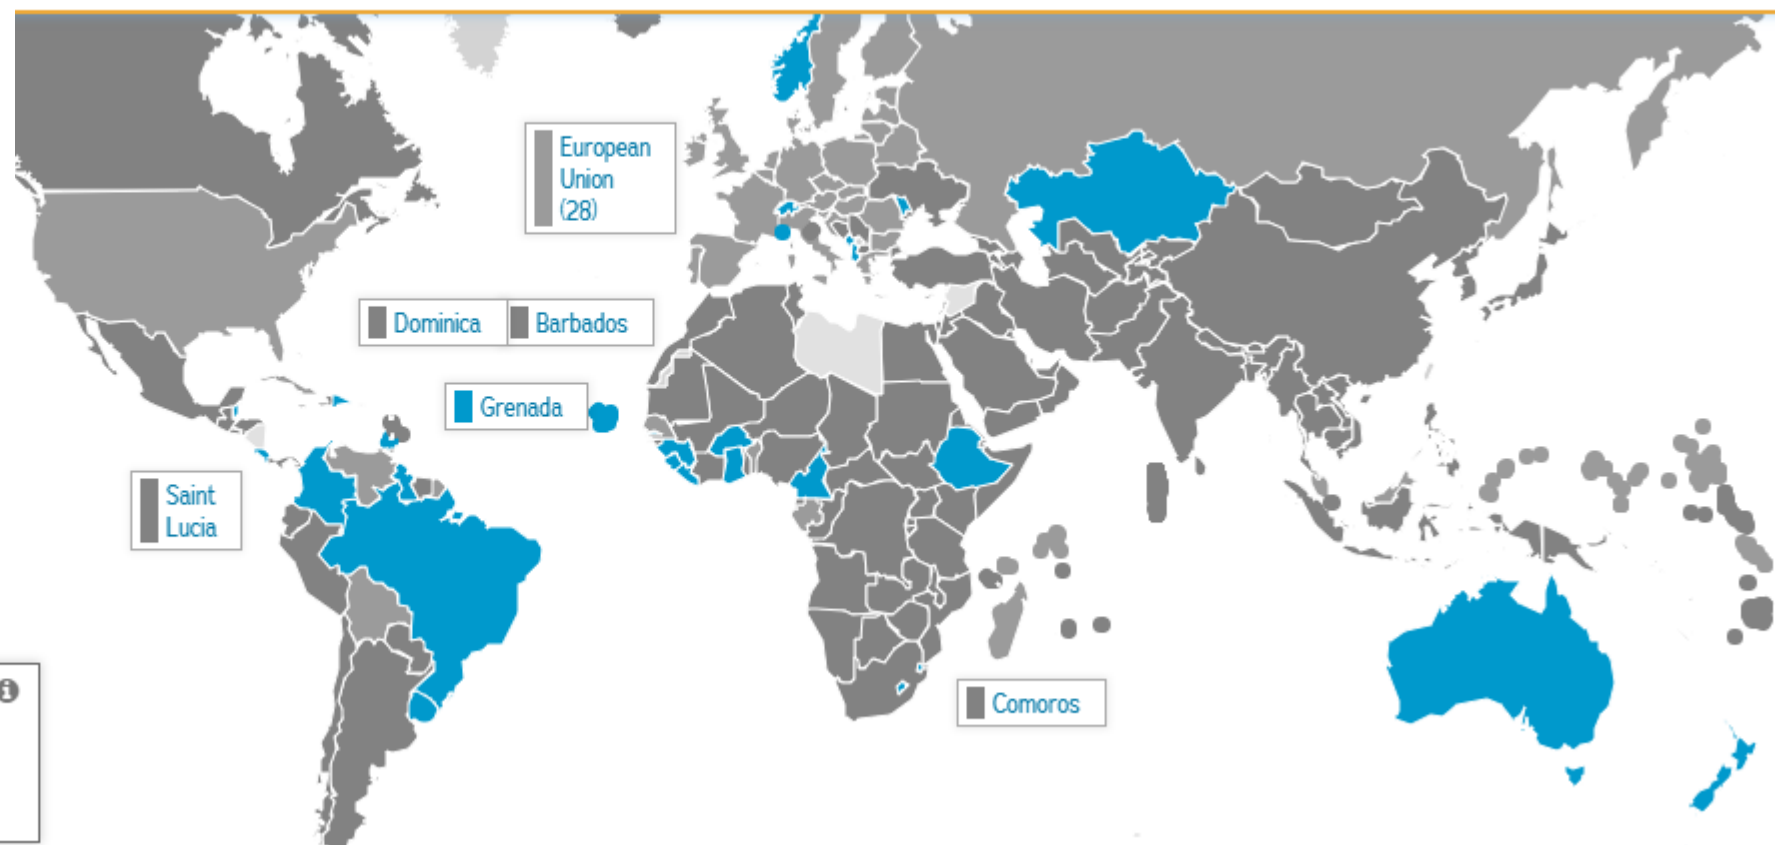 European
Union
(28)
Dominica
Barbados
Grenada
Saint
Lucia
Comoros
i